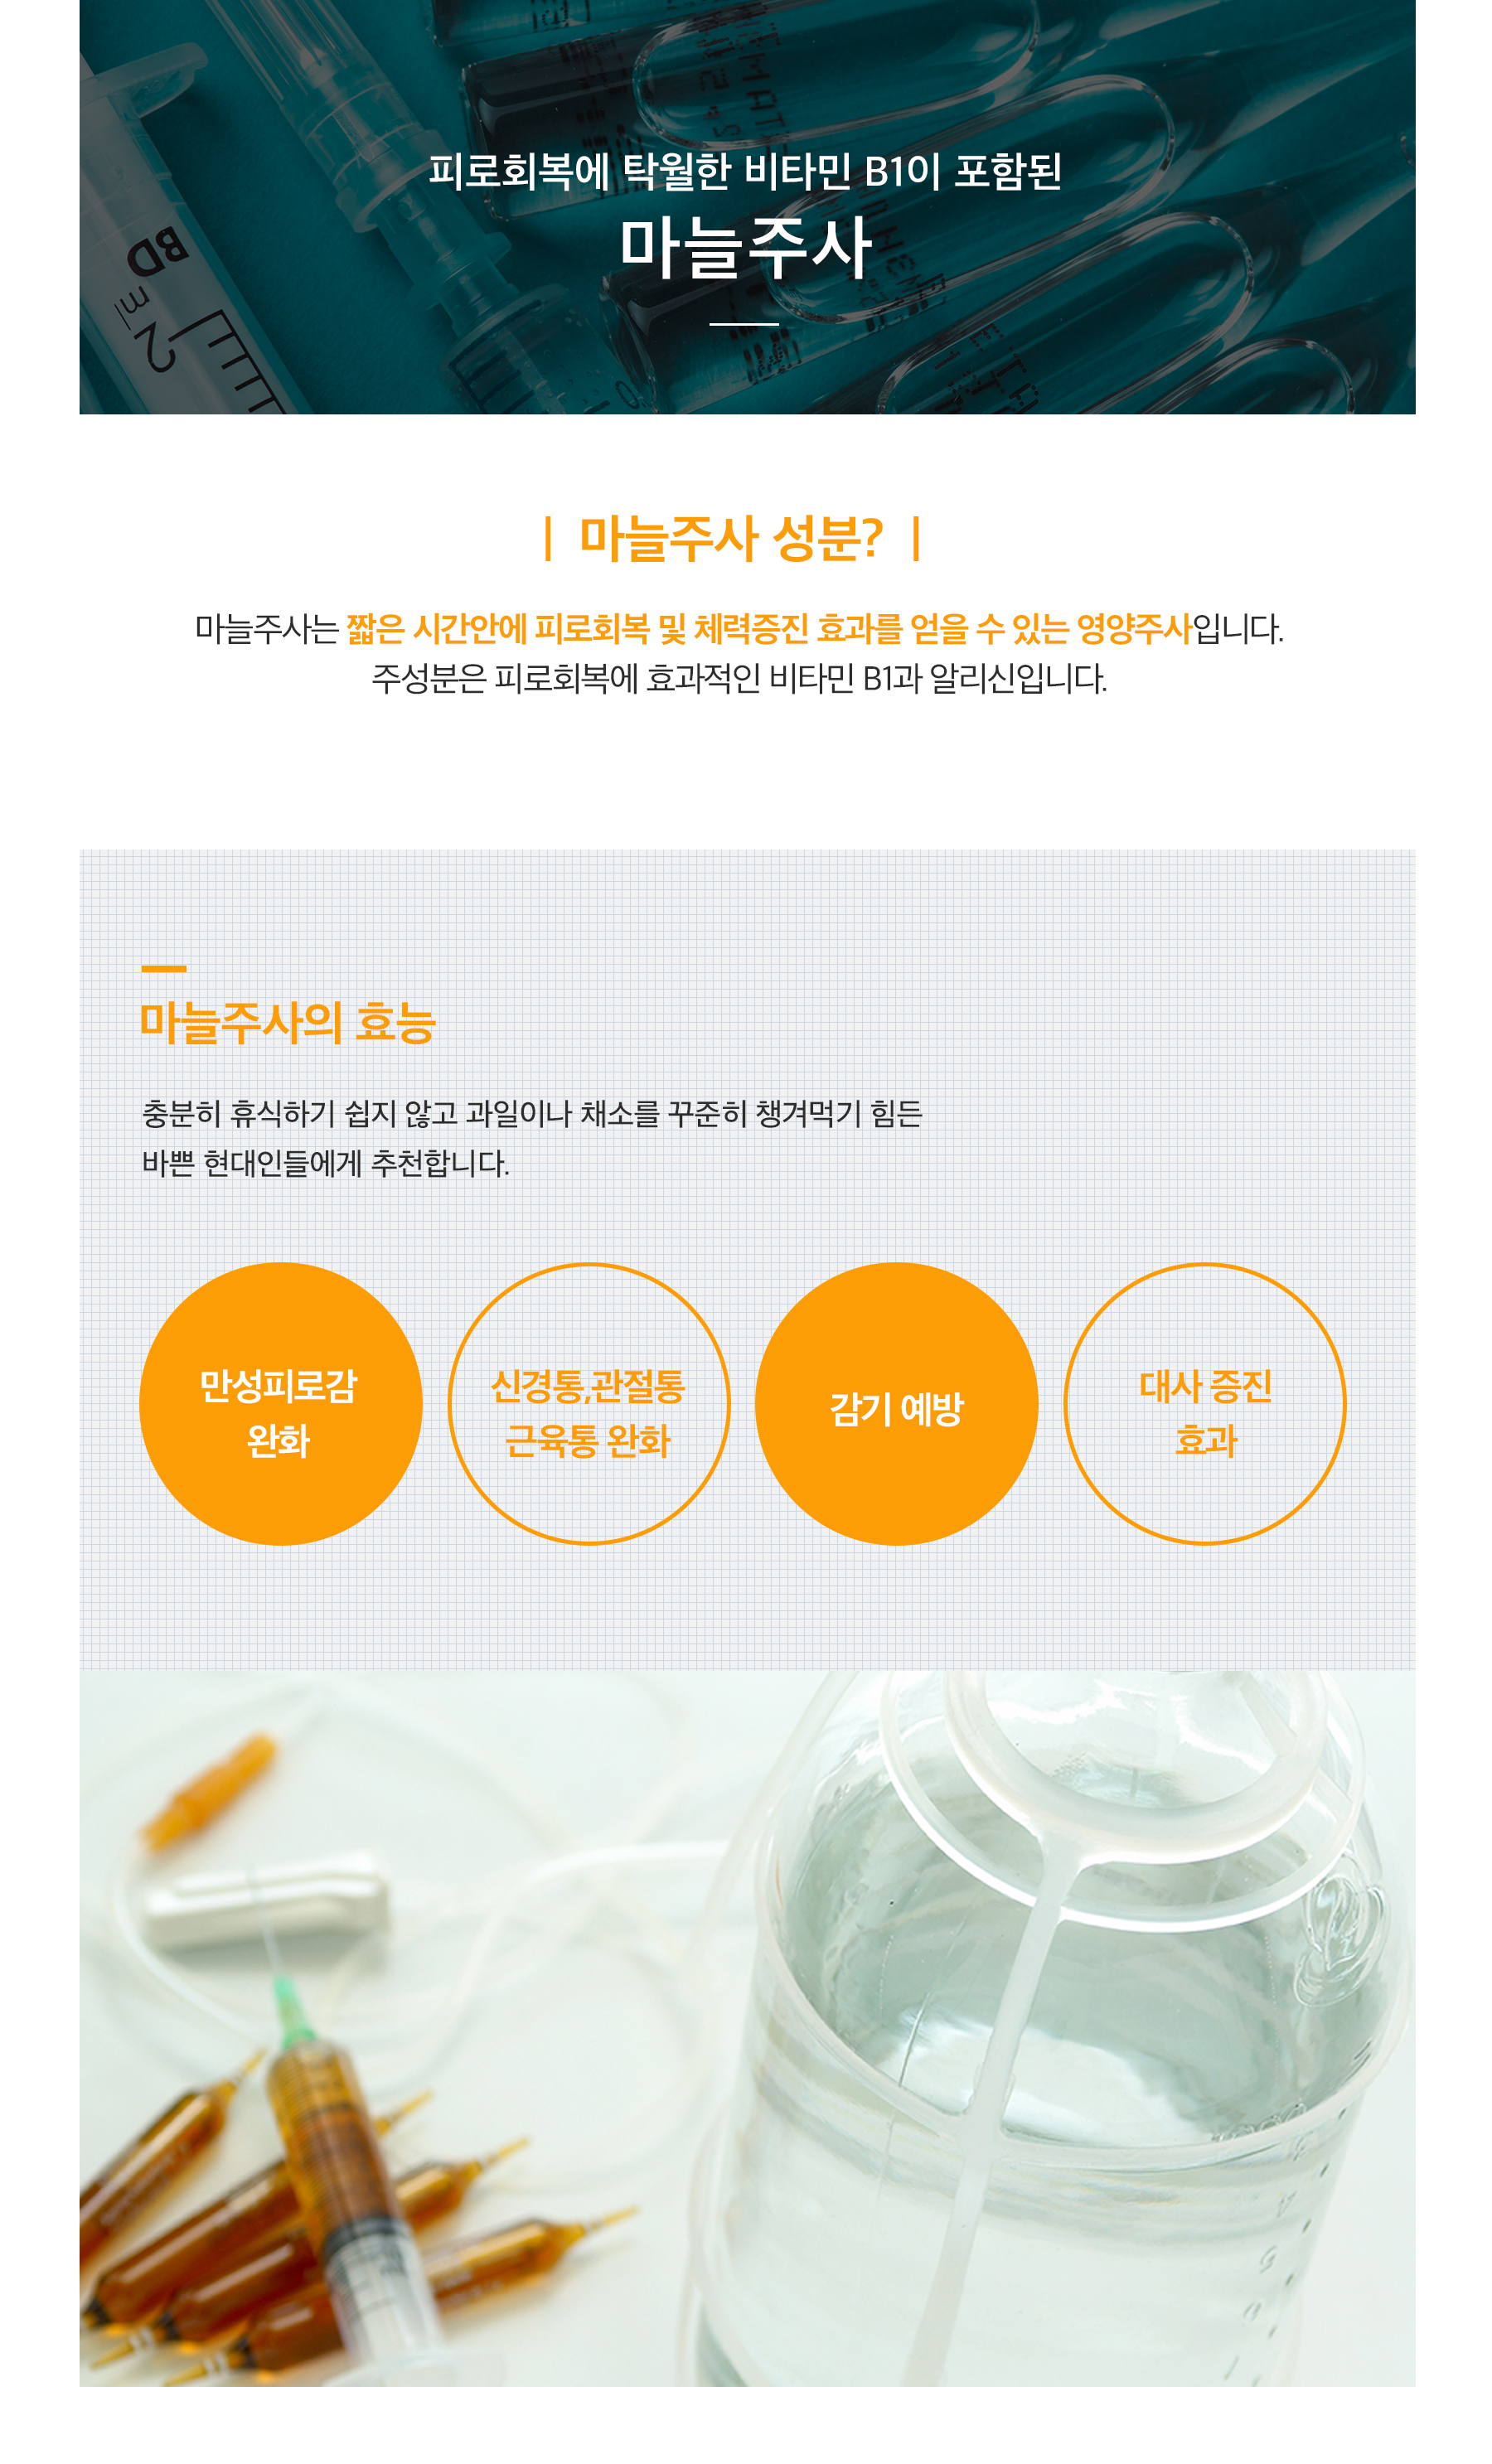 피로회복에 탁월한 비타민 B1이 포함된
마늘주사
BD
2
ml
마늘주사 성분?
마늘주사는 짧은 시간안에 피로회복 및 체력증진 효과를 얻을 수 있는 영양주사입니다.
주성분은 피로회복에 효과적인 비타민 B1과 알리신입니다.
마늘주사의 효능
충분히 휴식하기 쉽지 않고 과일이나 채소를 꾸준히 챙겨먹기 힘든
바쁜 현대인들에게 추천합니다.
만성피로감
완화
신경통,관절통
근육통 완화
감기 예방
대사 증진
효과